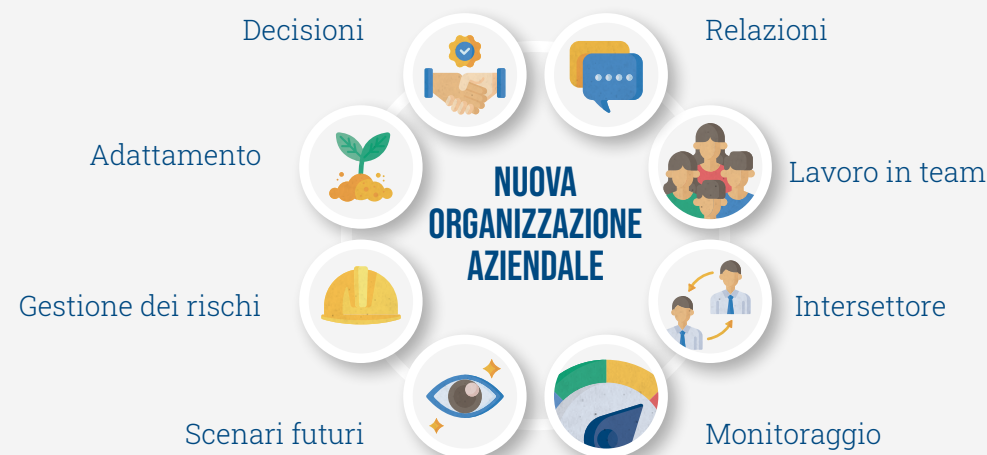 Decisioni
Relazioni
Adattamento
Lavoro in team
NUOVA
ORGANIZZAZIONE
AZIENDALE
Gestione dei rischi
Intersettore
Scenari futuri
Monitoraggio